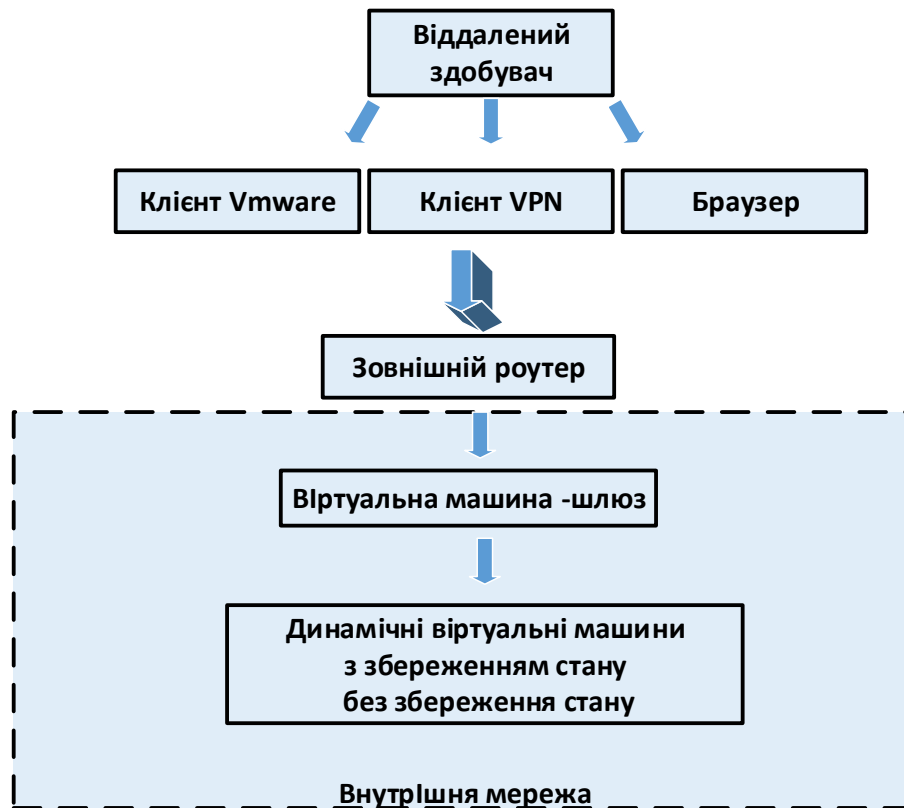 Віддалений
здобувач
Клієнт Vmware
Клієнт VPN
Браузер
Зовнішній роутер
ВІртуальна машина -шлюз
Динамічні віртуальні машини
з збереженням стану
без збереження стану
ВнутрІшня мережа